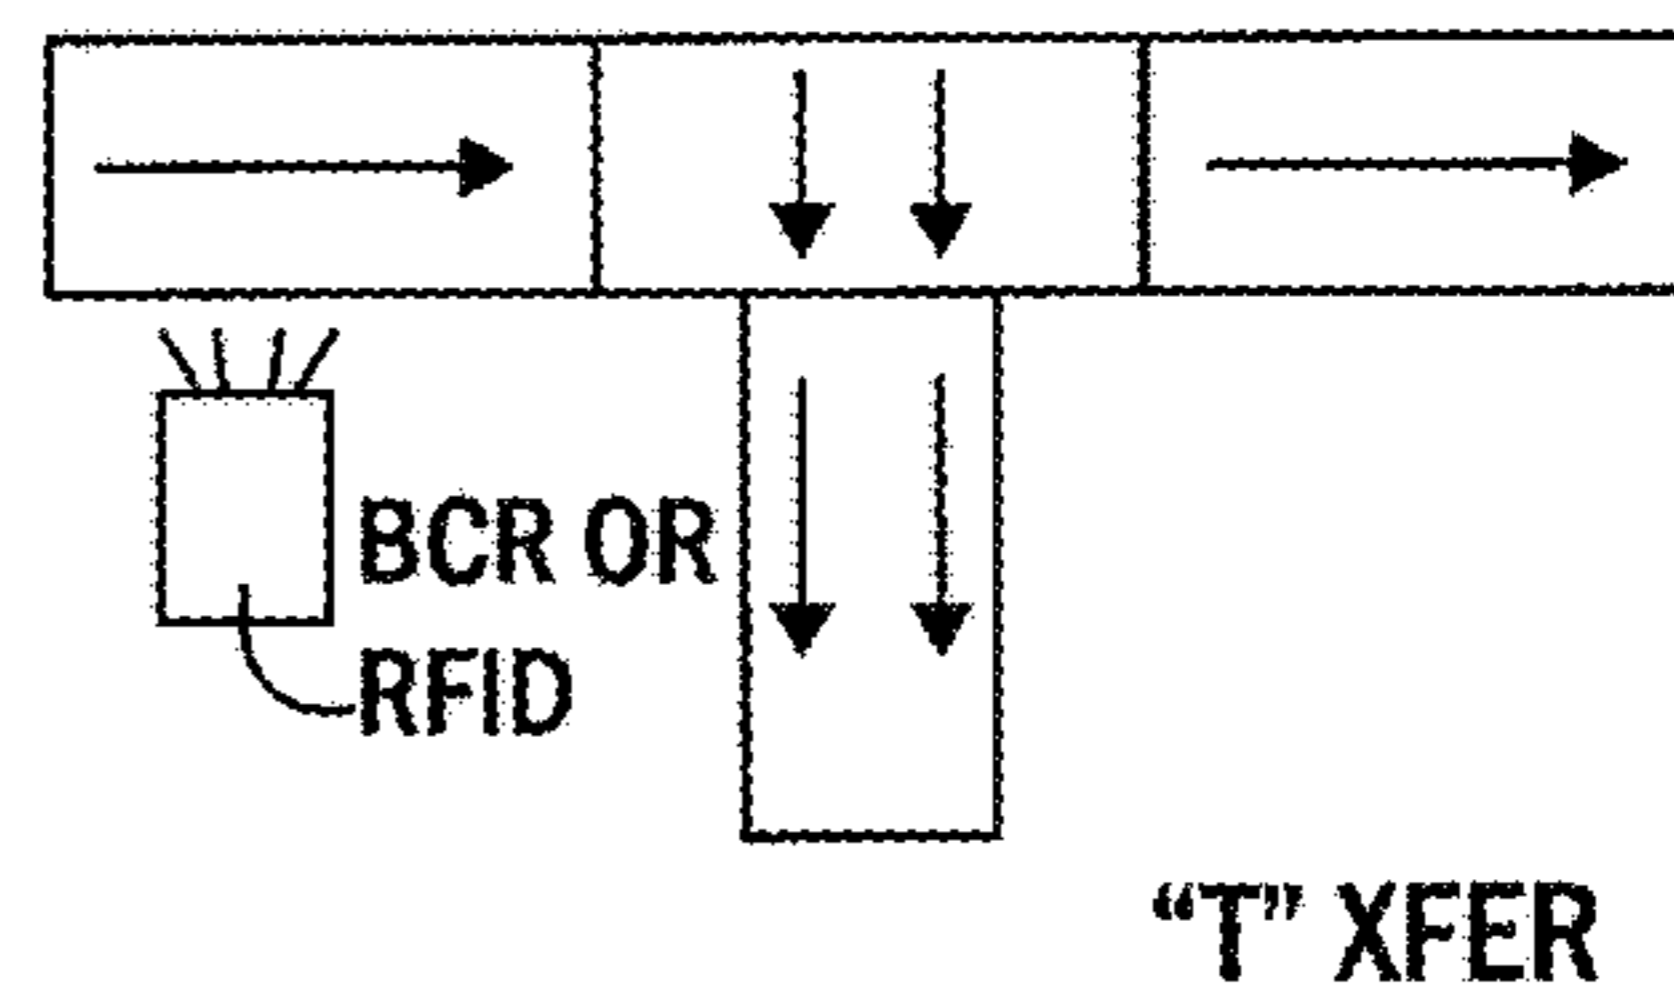 BCR OR
RFID
“T” XFER